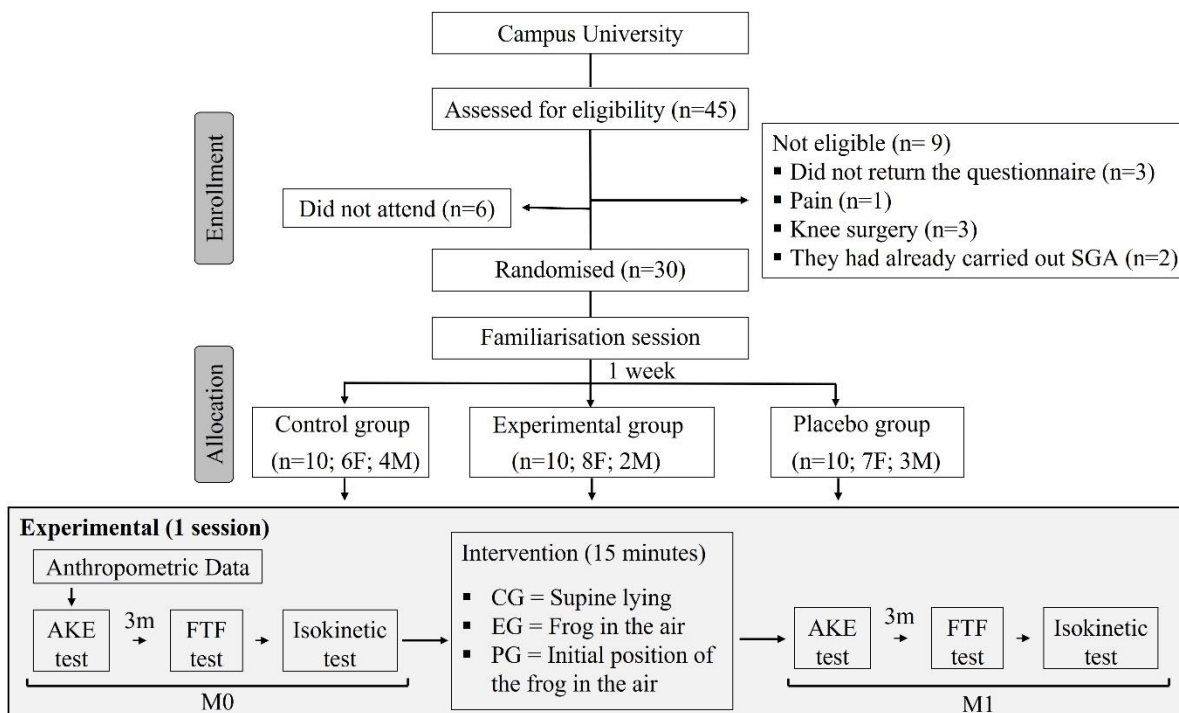 Campus University
Enrollment
Assessed for eligibility (n=45)
Not eligible (n= 9)
▪ Did not return the questionnaire (n=3)
▪ Pain (n=1)
▪ Knee surgery (n=3)
▪ They had already carried out SGA (n=2)
Did not attend (n=6)
Randomised (n=30)
Allocation
Familiarisation session
1 week
Control group
(n=10; 6F; 4M)
Experimental group
(n=10; 8F; 2M)
Placebo group
(n=10; 7F; 3M)
Experimental (1 session)
Anthropometric Data
AKE
test
3m
FTF
test
Isokinetic
test
M0
Intervention (15 minutes)
▪ CG = Supine lying
▪ EG = Frog in the air
▪ PG = Initial position of
the frog in the air
AKE
test
3m
FTF
test
Isokinetic
test
M1